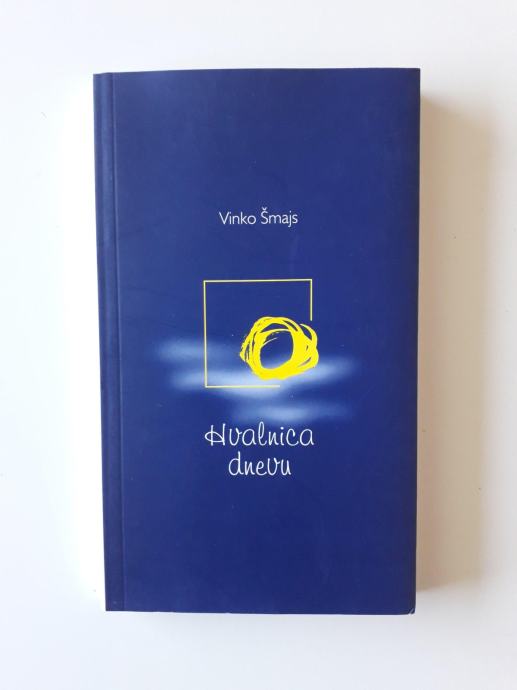 Vinko Šmajs
Hvalnica
dnevu